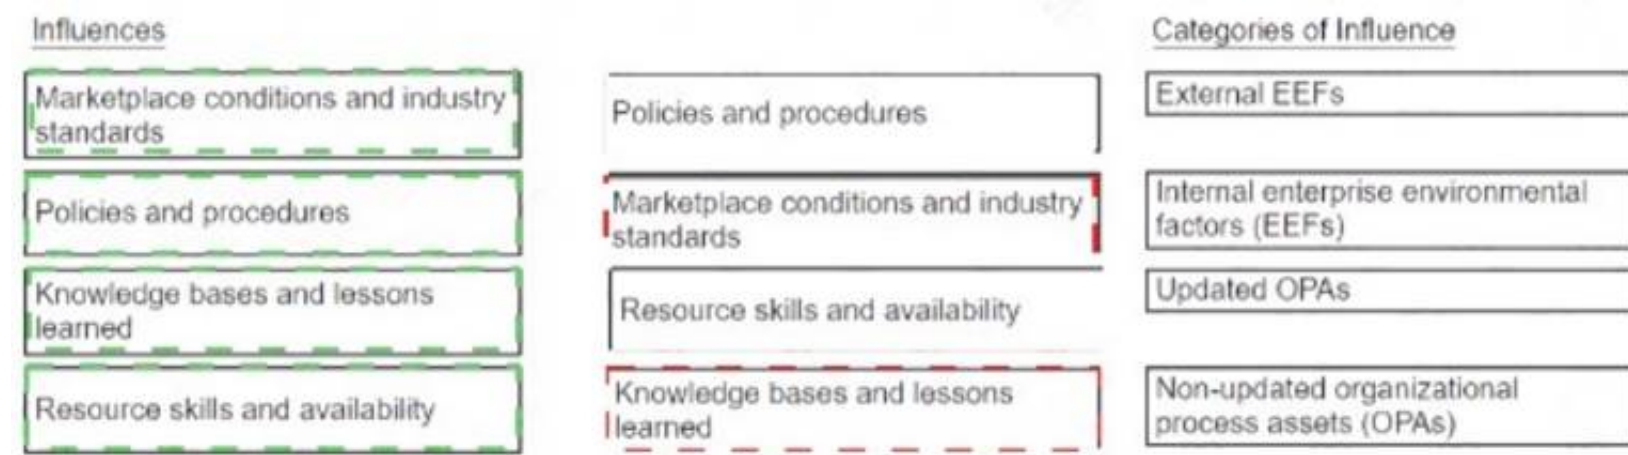 Influences
Marketplace conditions and industry
standards
Policies and procedures
Knowledge bases and lessons
learned
Resource skills and availability
Policies and procedures
Marketplace conditions and industry
standards
Resource skills and availability
Knowledge bases and lessons
learned
Categories of Influence
External EEFs
Internal enterprise environmental
factors (EEFs)
Updated OPAs
Non-updated organizational
process assets (OPAs)